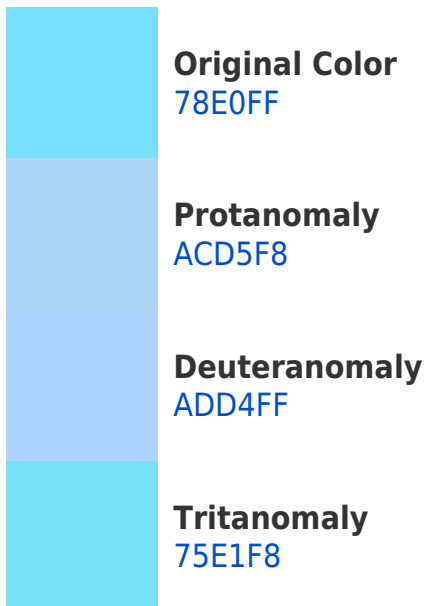 Original Color
78E0FF
Protanomaly
ACD5F8
Deuteranomaly
ADD4FF
Tritanomaly
75E1F8